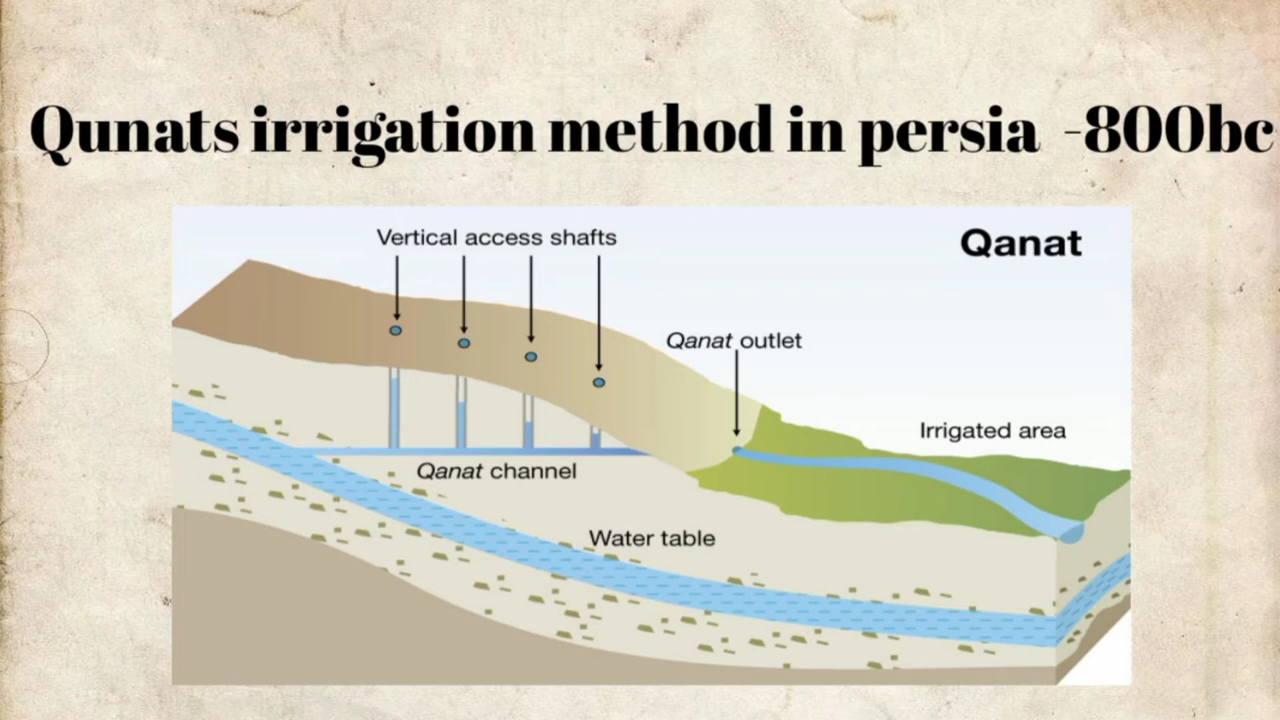 Qunats irrigation method in persia -800bc
Qanat
Vertical access shafts
Qanat outlet
Irrigated area
Qanat channel
Water table